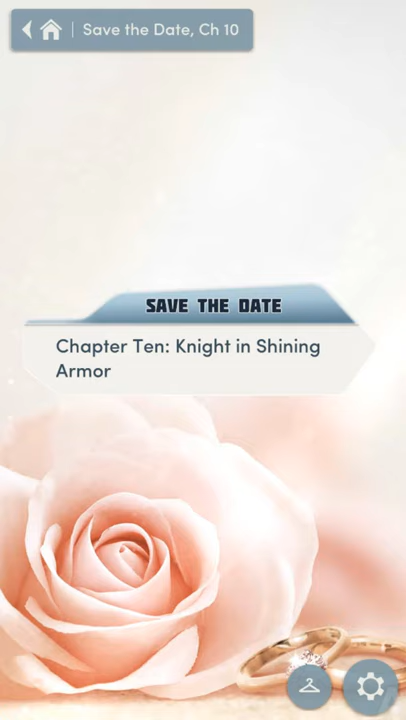 Save the Date, Ch 10
SAVE THE DATE
Chapter Ten: Knight in Shining
Armor